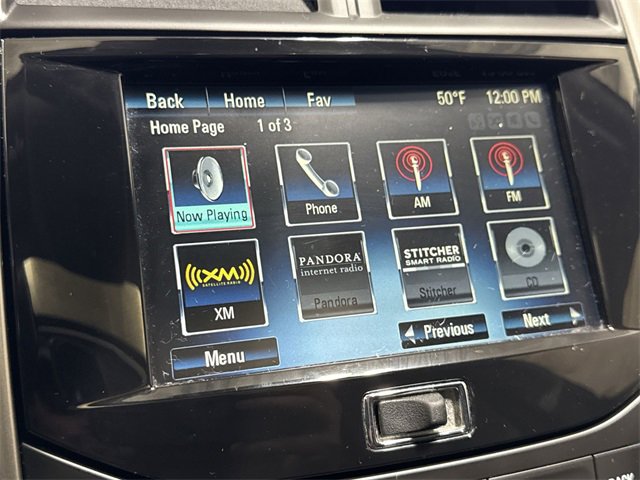 Back Home Fav 50°F 12:00 PM
Home Page 1 of 3
Now Playing
Phone
AM
FM
((XM))
SATELLITE RADIO
XM
PANDORA
internet radio
Pandora
STITCHER
SMART RADIO
Stitcher
CD
Menu
Previous
Next